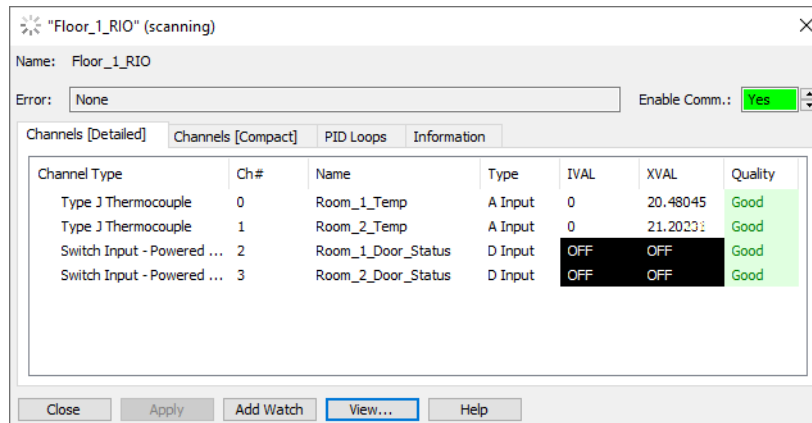 "Floor_1_RIO" (scanning)
Name: Floor_1_RIO
Error: None Enable Comm.: Yes
Channels [Detailed] Channels [Compact] PID Loops Information
Channel Type Ch# Name Type IVAL XVAL Quality
Type J Thermocouple 0 Room_1_Temp A Input 0 20.48045 Good
Type J Thermocouple 1 Room_2_Temp A Input 0 Good
Switch Input - Powered ... 2 Room_1_Door_Status D Input OFF OFF Good
Switch Input - Powered ... 3 Room_2_Door_Status D Input OFF OFF Good
Close Apply Add Watch View... Help